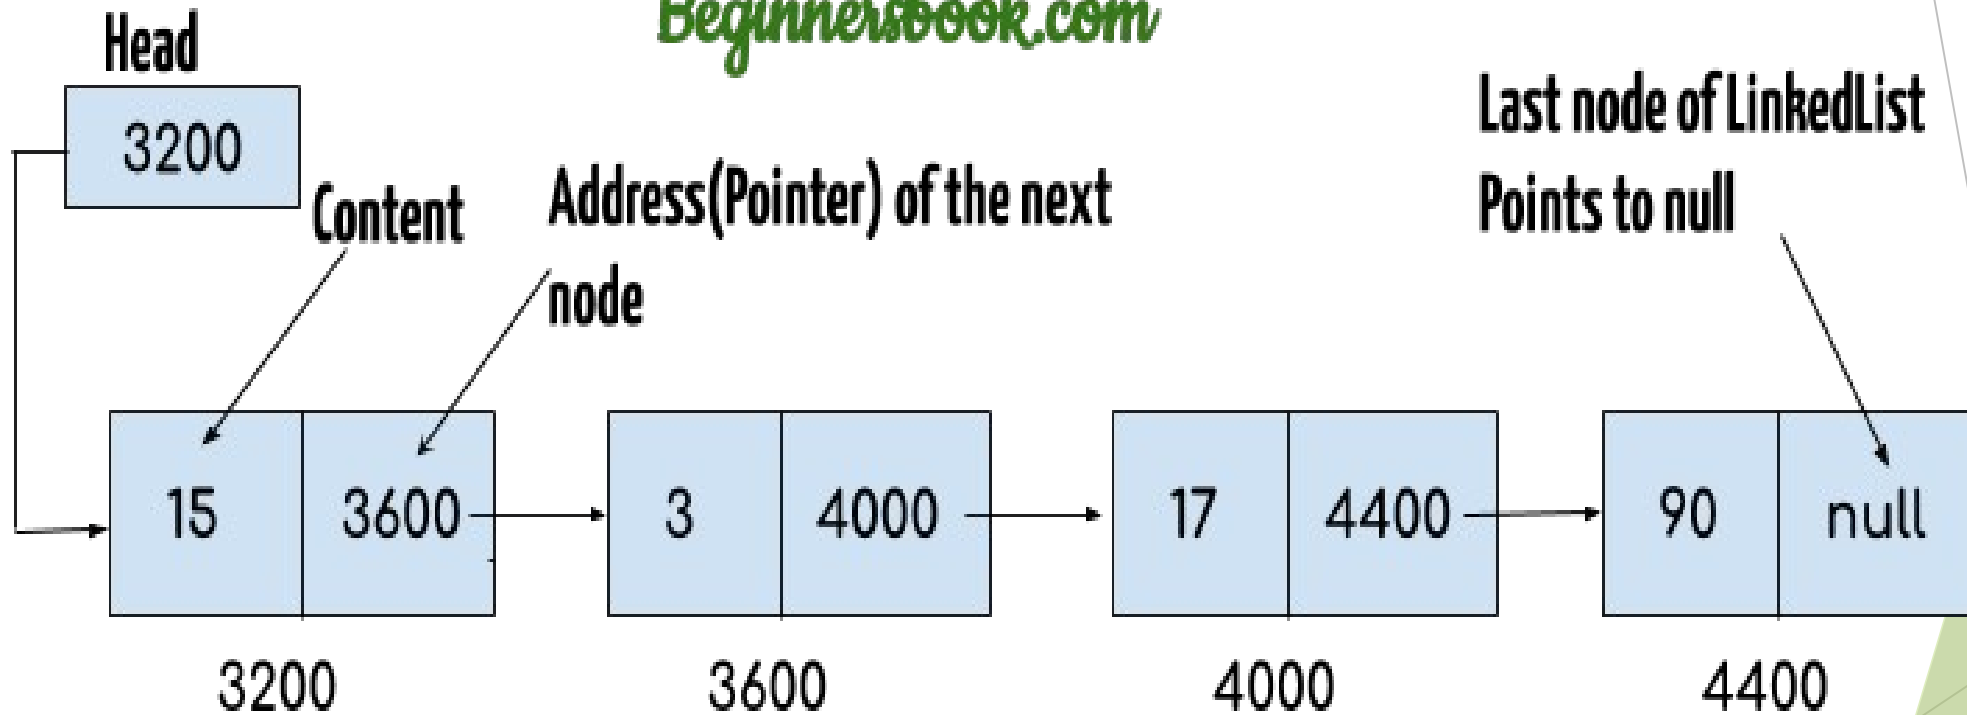 Beginnersbook.com
Head
3200
Content
Address(Pointer) of the next
node
Last node of LinkedList
Points to null
15 3600 3 4000 17 4400 90 null
3200 3600 4000 4400